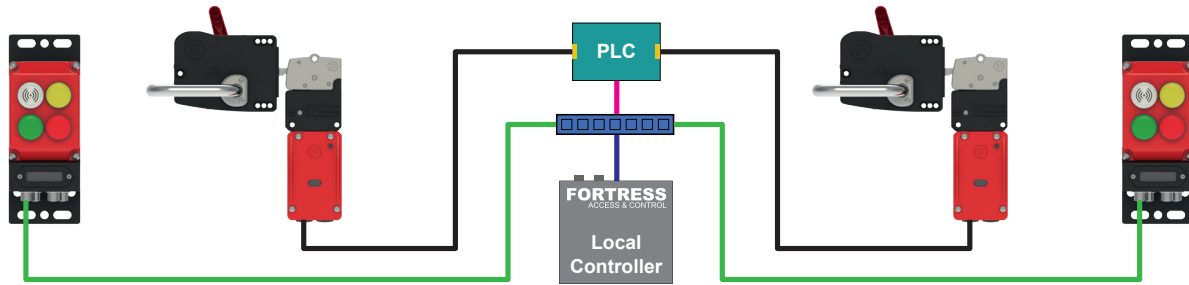 PLC
FORTRESS
ACCESS & CONTROL
Local
Controller